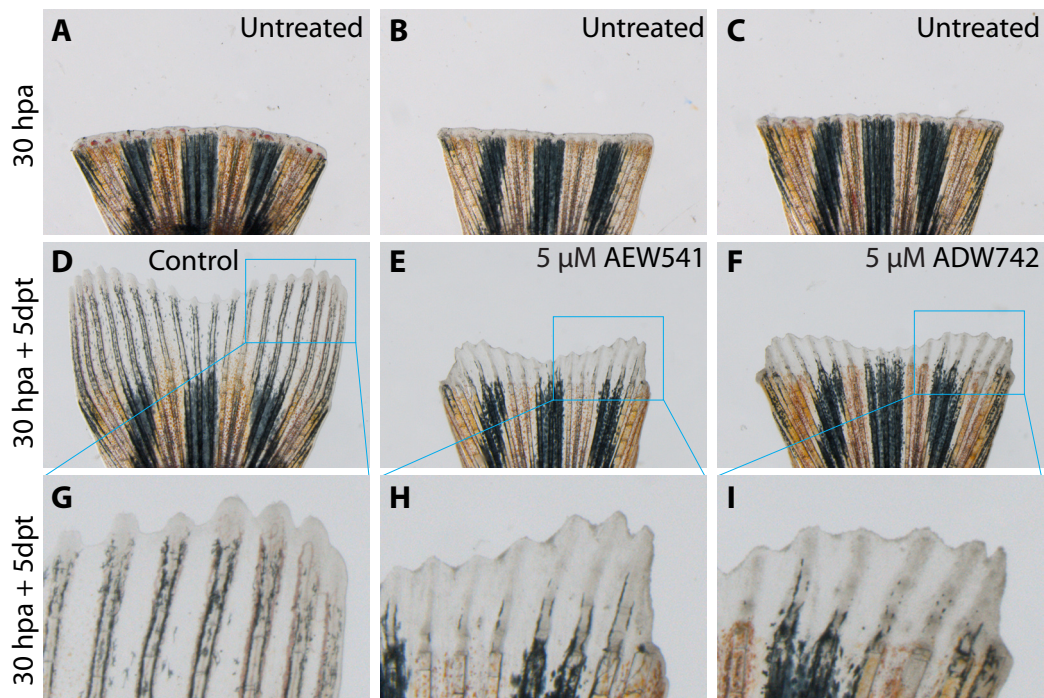 A Untreated
B Untreated
C Untreated
30 hpa
D Control
E 5 μM AEW541
F 5 μM ADW742
30 hpa + 5dpt
G
H
I
30 hpa + 5dpt